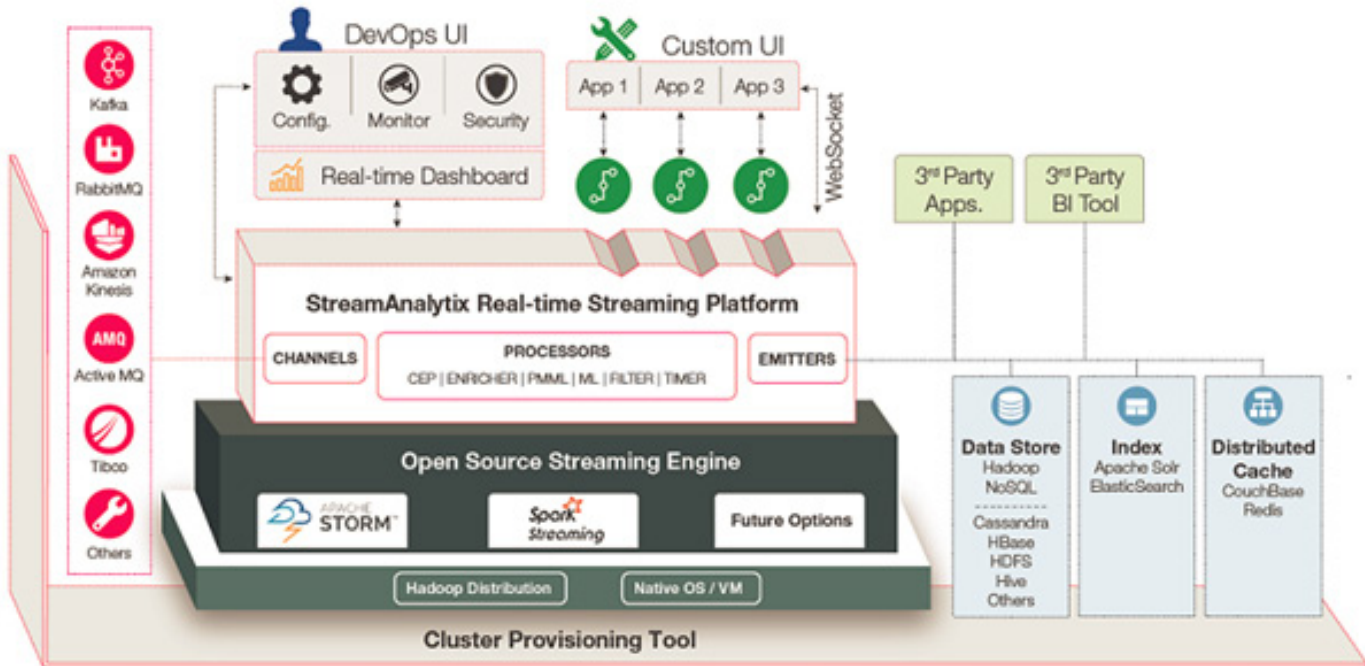 DevOps UI
Config.
Monitor
Security
Real-time Dashboard
Custom UI
App 1
App 2
App 3
WebSocket
Kafka
RabbitMQ
Amazon
Kinesis
AMQ
Active MQ
Tibco
Others
3rd Party
Apps.
3rd Party
BI Tool
StreamAnalytix Real-time Streaming Platform
CHANNELS
PROCESSORS
CEP | ENRICHER | PMML | ML | FILTER | TIMER
EMITTERS
Open Source Streaming Engine
APACHE
STORM™
Spark
Streaming
Future Options
Hadoop Distribution
Native OS / VM
Cluster Provisioning Tool
Data Store
Hadoop
NoSQL
Cassandra
HBase
HDFS
Hive
Others
Index
Apache Solr
ElasticSearch
Distributed
Cache
CouchBase
Redis